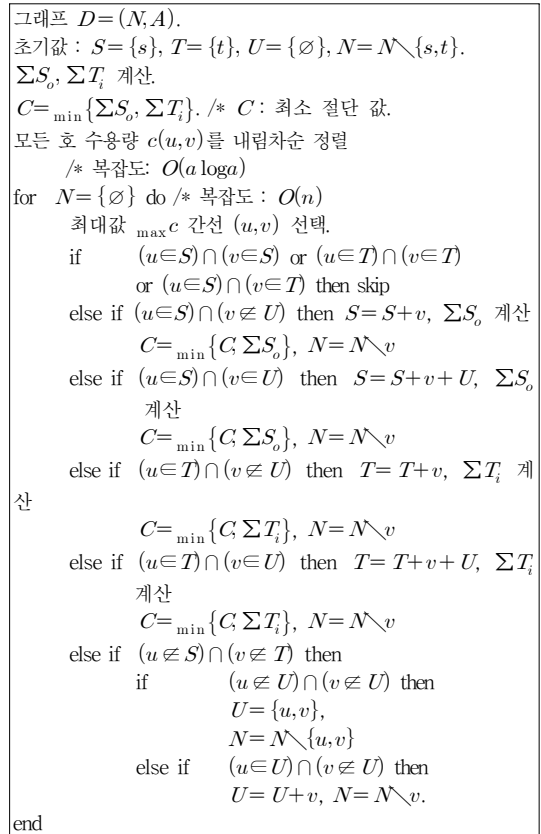 그래프 D=(N,A).
초기값 : S={s}, T={t}, U={∅}, N=N\{s,t}.
∑S_o, ∑T_i 계산.
C=_min{∑S_o, ∑T_i}. /* C: 최소 절단 값.
모든 호 수용량 c(u,v)를 내림차순 정렬
/* 복잡도: O(a log a)
for N={∅} do /* 복잡도 : O(n)
최대값 _max c 간선 (u,v) 선택.
if (u∈S)∩(v∈S) or (u∈T)∩(v∈T)
or (u∈S)∩(v∈T) then skip
else if (u∈S)∩(v∉U) then S=S+v, ∑S_o 계산
C=_min{C, ∑S_o}, N=N\v
else if (u∈S)∩(v∈U) then S=S+v+U, ∑S_o
계산
C=_min{C, ∑S_o}, N=N\v
else if (u∈T)∩(v∉U) then T=T+v, ∑T_i 계
산
C=_min{C, ∑T_i}, N=N\v
else if (u∈T)∩(v∈U) then T=T+v+U, ∑T_i
계산
C=_min{C, ∑T_i}, N=N\v
else if (u∉S)∩(v∉T) then
if (u∉U)∩(v∉U) then
U={u,v},
N=N\{u,v}
else if (u∈U)∩(v∉U) then
U=U+v, N=N\v.
end